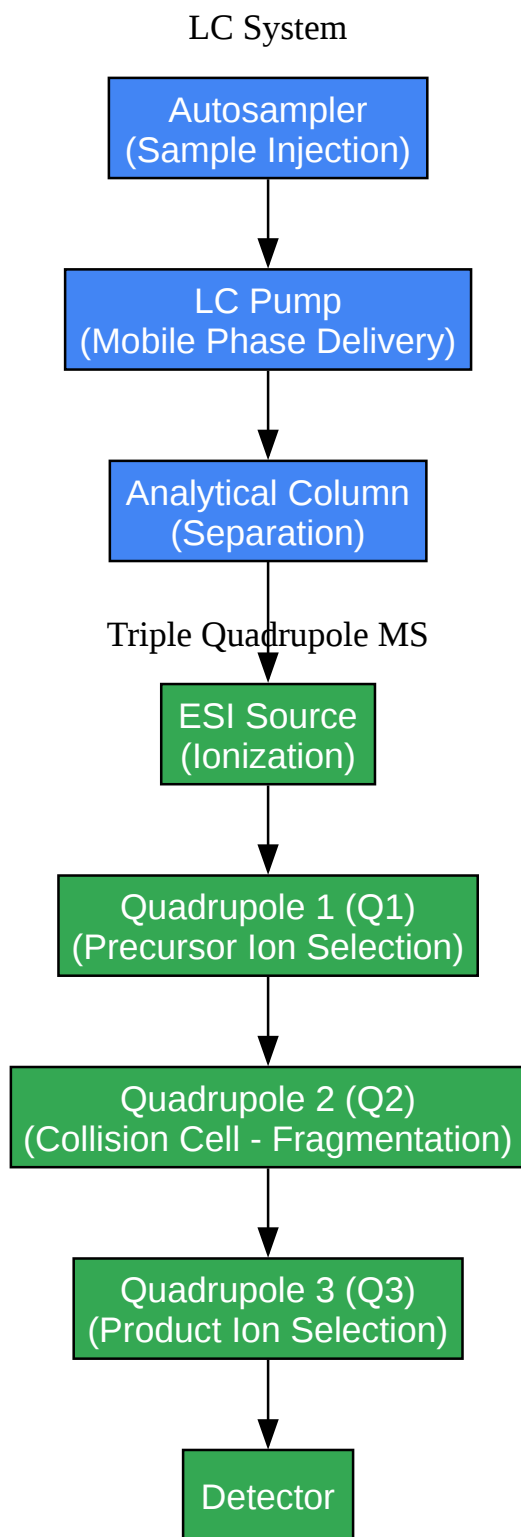 LC System
Autosampler
(Sample Injection)
LC Pump
(Mobile Phase Delivery)
Analytical Column
(Separation)
Triple Quadrupole MS
ESI Source
(Ionization)
Quadrupole 1 (Q1)
(Precursor Ion Selection)
Quadrupole 2 (Q2)
(Collision Cell - Fragmentation)
Quadrupole 3 (Q3)
(Product Ion Selection)
Detector